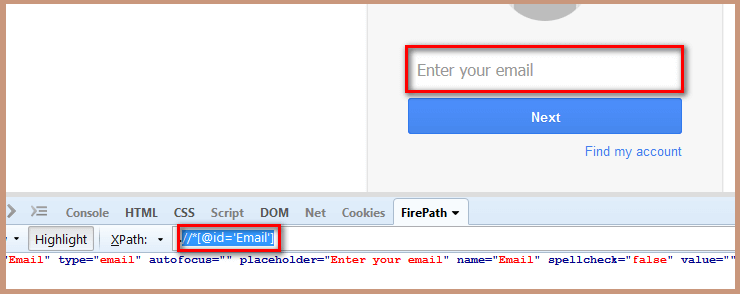 Enter your email
Next
Find my account
Console HTML CSS Script DOM Net Cookies FirePath
Highlight XPath: .//*[@id='Email']
"Email" type="email" autofocus="" placeholder="Enter your email" name="Email" spellcheck="false" value=""